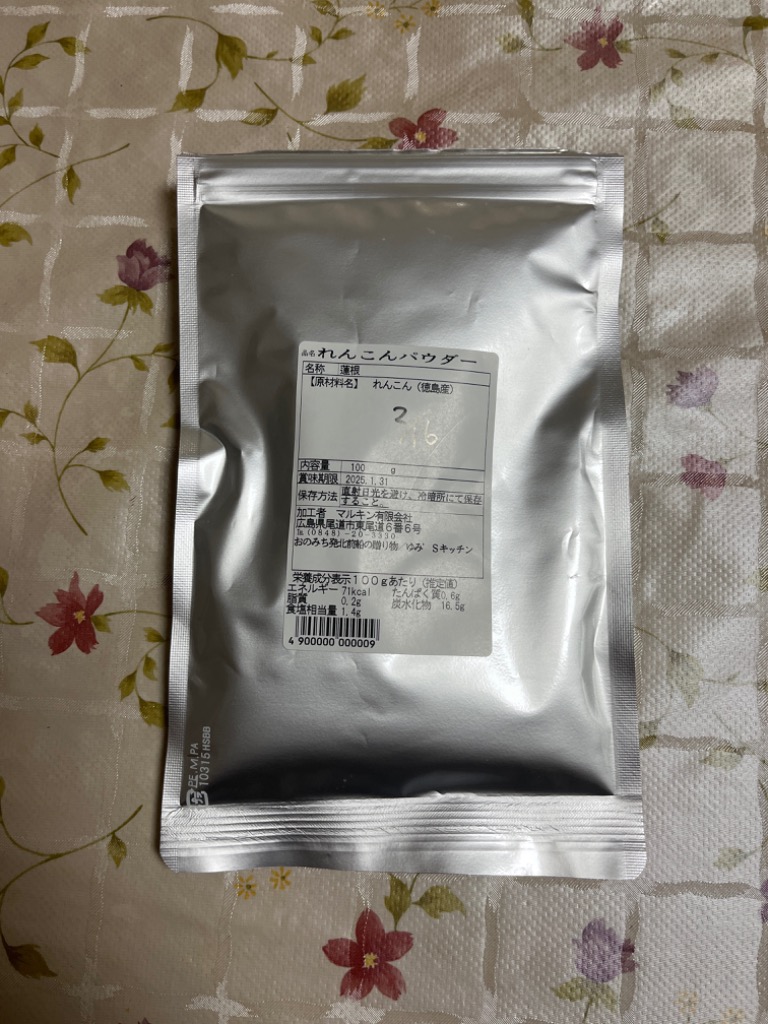 品名 れんこんパウダー
名称 蓮根
【原材料名】 れんこん（徳島産）
2
16
内容量 100 g
賞味期限 2025.1.31
保存方法 直射日光を避け、冷暗所にて保存
すること。
加工者 マルキン有限会社
広島県尾道市東尾道6番6号
℡(0848)-20-3330
おのみち発北前船の贈り物 ゆみ’Sキッチン
栄養成分表示100gあたり（推定値）
エネルギー 71kcal たんぱく質0.6g
脂質 0.2g 炭水化物 16.5g
食塩相当量 1.4g
4 900000 000009
PE,M,PA
10315 HSBB